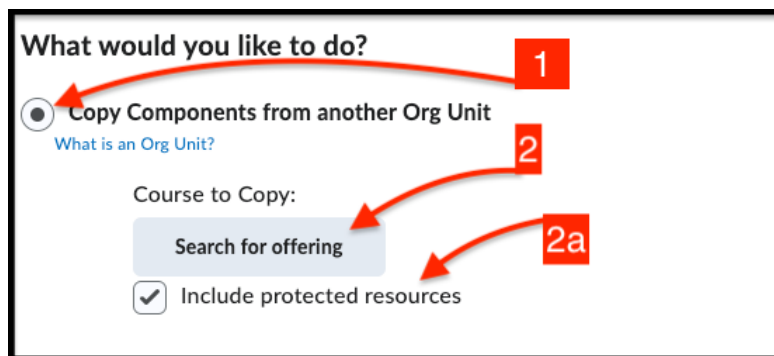 What would you like to do?
1
Copy Components from another Org Unit
What is an Org Unit?
2
Course to Copy:
Search for offering
2a
Include protected resources